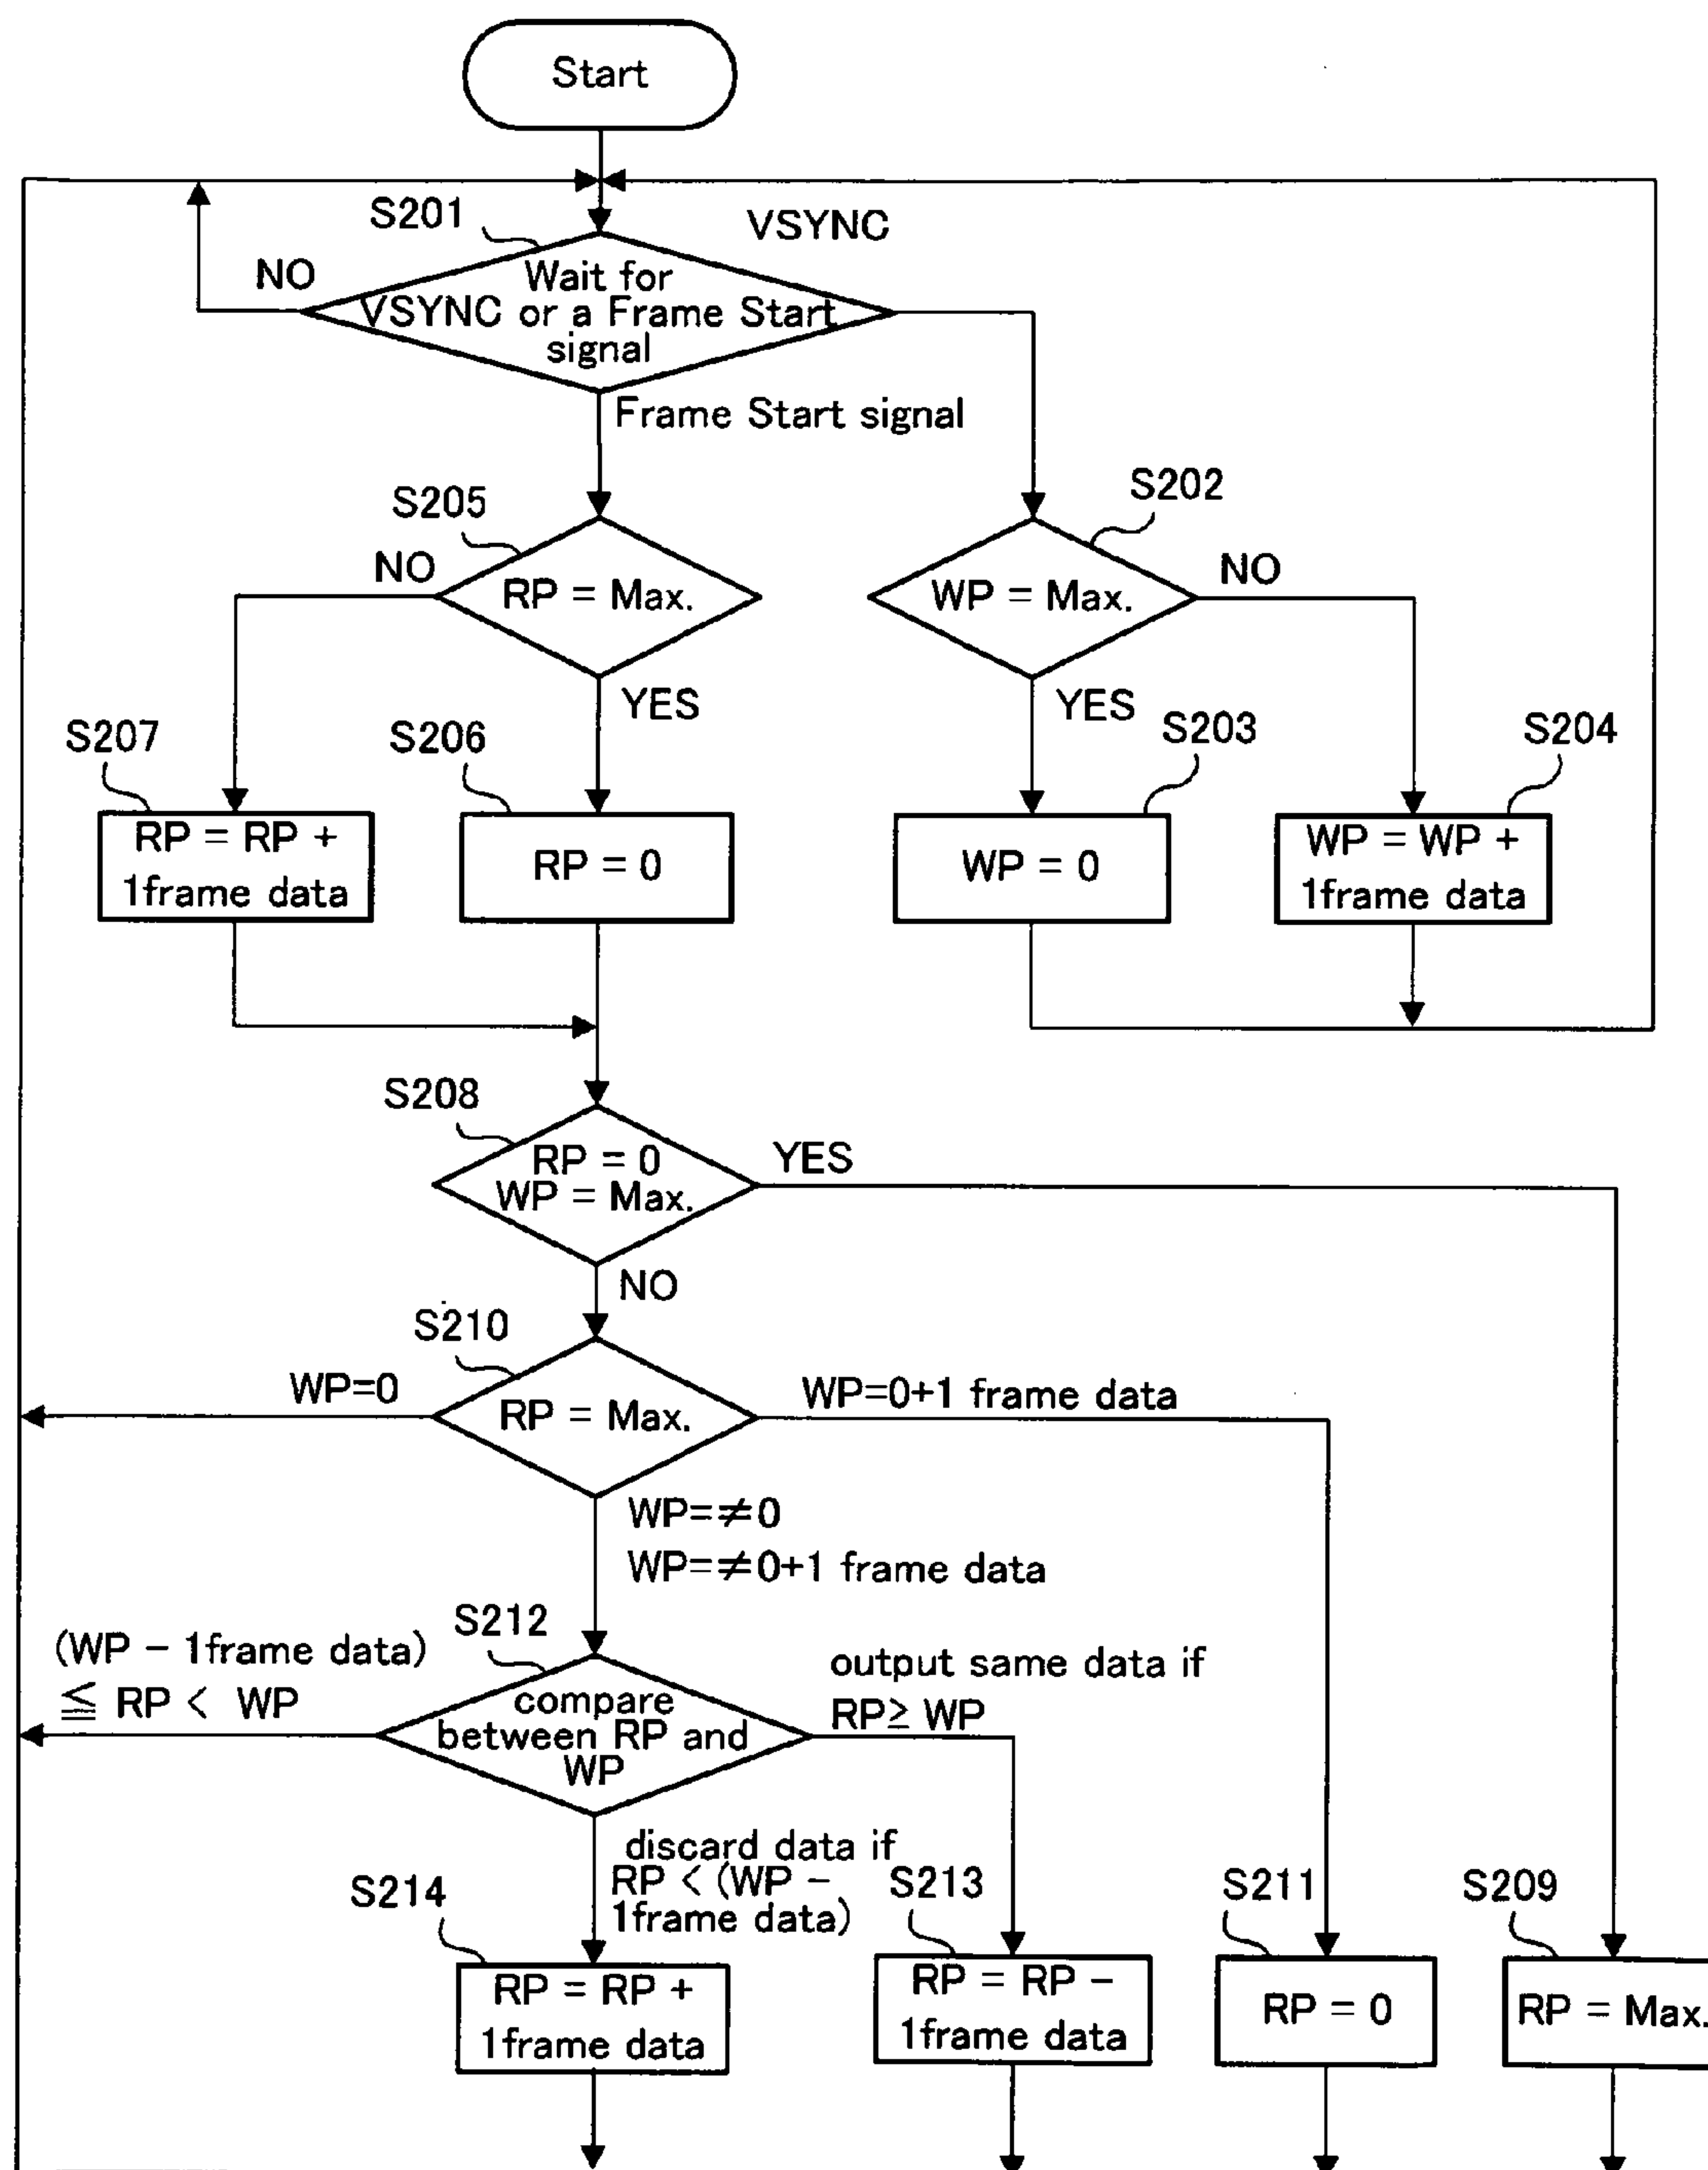 Start
S201
VSYNC
NO
Wait for
VSYNC or a Frame Start
signal
Frame Start signal
S205
S202
NO
RP = Max.
WP = Max.
NO
YES
YES
S207
S206
S203
S204
RP = RP +
1frame data
RP = 0
WP = 0
WP = WP +
1frame data
S208
RP = 0
WP = Max.
YES
NO
S210
WP=0
RP = Max.
WP=0+1 frame data
WP=≠0
WP=≠0+1 frame data
S212
(WP − 1frame data)
≦ RP < WP
compare
between RP and
WP
output same data if
RP≥ WP
discard data if
RP < (WP −
1frame data)
S214
S213
S211
S209
RP = RP +
1frame data
RP = RP −
1frame data
RP = 0
RP = Max.